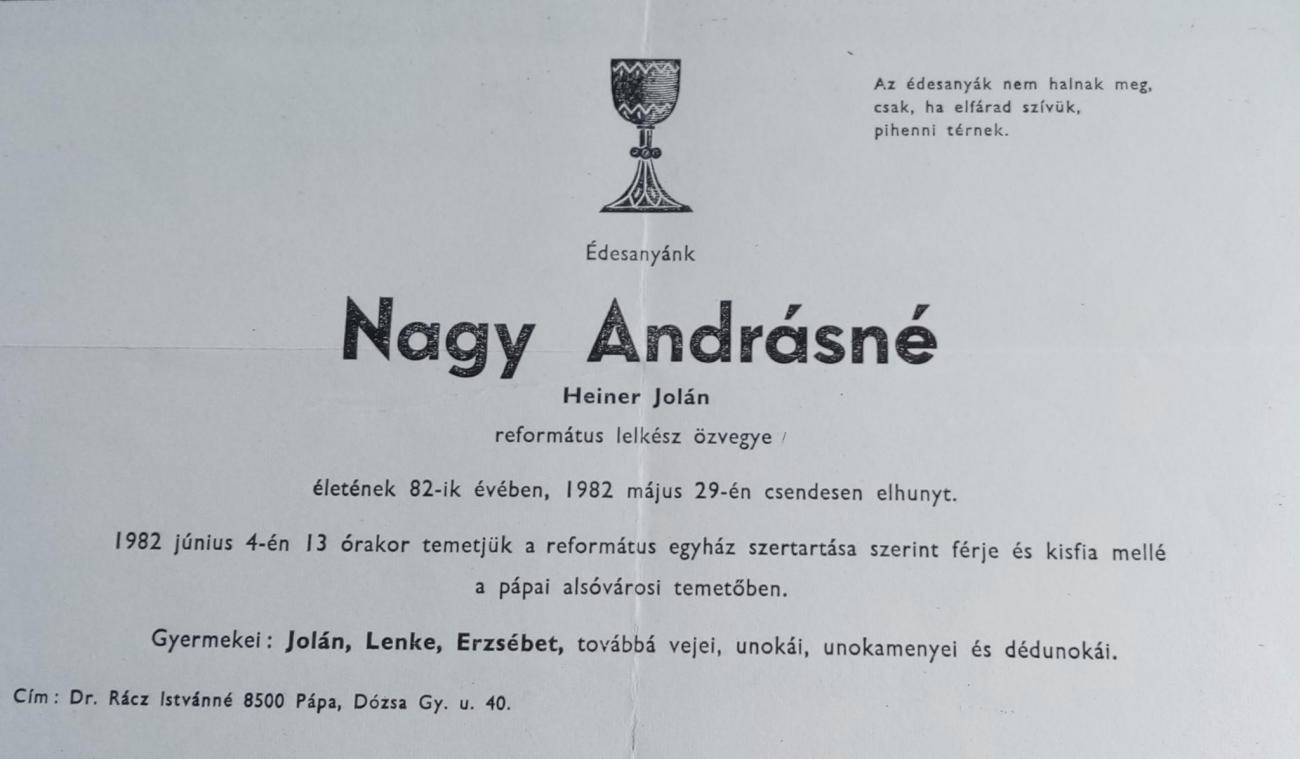 Az édesanyák nem halnak meg,
csak, ha elfárad szívük,
pihenni térnek.
Édesanyánk
Nagy Andrásné
Heiner Jolán
református lelkész özvegye
életének 82-ik évében, 1982 május 29-én csendesen elhunyt.
1982 június 4-én 13 órakor temetjük a református egyház szertartása szerint férje és kisfia mellé
a pápai alsóvárosi temetőben.
Gyermekei: Jolán, Lenke, Erzsébet, továbbá vejei, unokái, unokamenyei és dédunokái.
Cím: Dr. Rácz Istvánné 8500 Pápa, Dózsa Gy. u. 40.